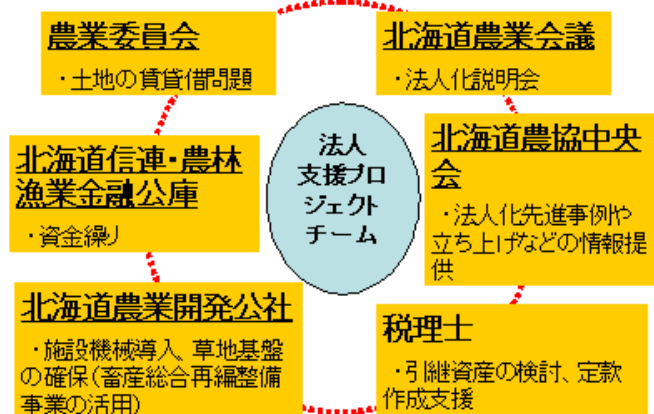 農業委員会
・土地の賃貸借問題
北海道農業会議
・法人化説明会
北海道信連・農林
漁業金融公庫
・資金繰り
法人
支援プロ
ジェクト
チーム
北海道農協中央
会
・法人化先進事例や
立ち上げなどの情報提
供
北海道農業開発公社
・施設機械導入、草地基盤
の確保(畜産総合再編整備
事業の活用)
税理士
・引継資産の検討、定款
作成支援